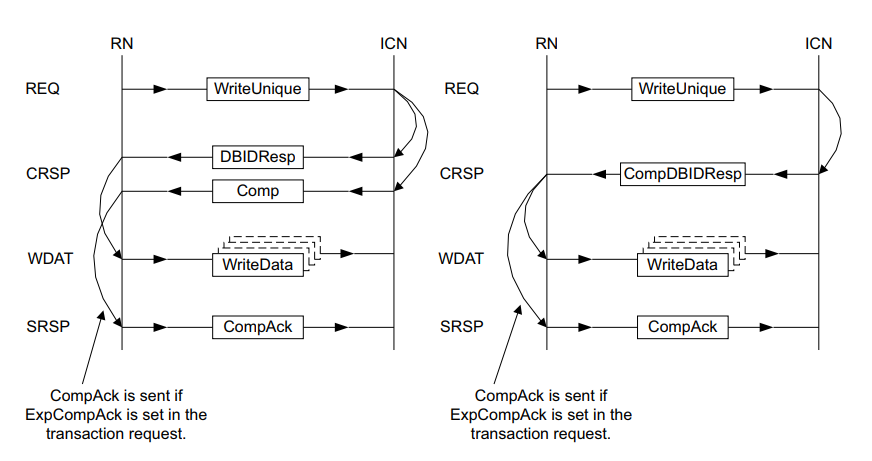 RN ICN RN ICN
REQ WriteUnique REQ WriteUnique
DBIDResp
CRSP CRSP CompDBIDResp
Comp
WDAT WriteData WDAT WriteData
SRSP CompAck SRSP CompAck
CompAck is sent if
ExpCompAck is set in the
transaction request.
CompAck is sent if
ExpCompAck is set in the
transaction request.